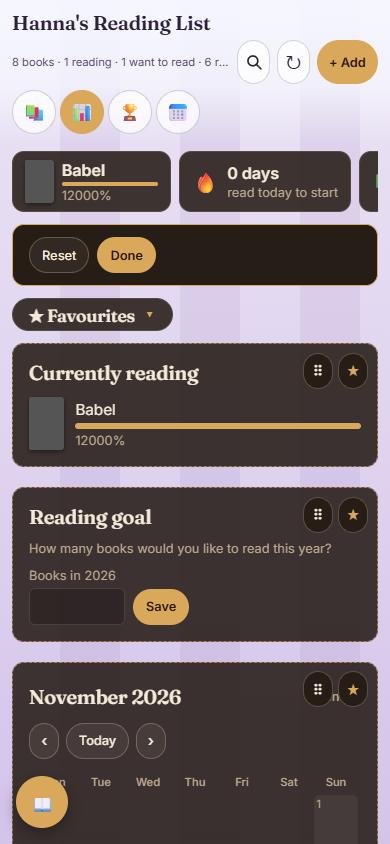 Hanna's Reading List
8 books · 1 reading · 1 want to read · 6 r...
+ Add
Babel
12000%
0 days
read today to start
Reset
Done
★ Favourites ▼
Currently reading
Babel
12000%
Reading goal
How many books would you like to read this year?
Books in 2026
Save
November 2026
‹
Today
›
Tue
Wed
Thu
Fri
Sat
Sun
1